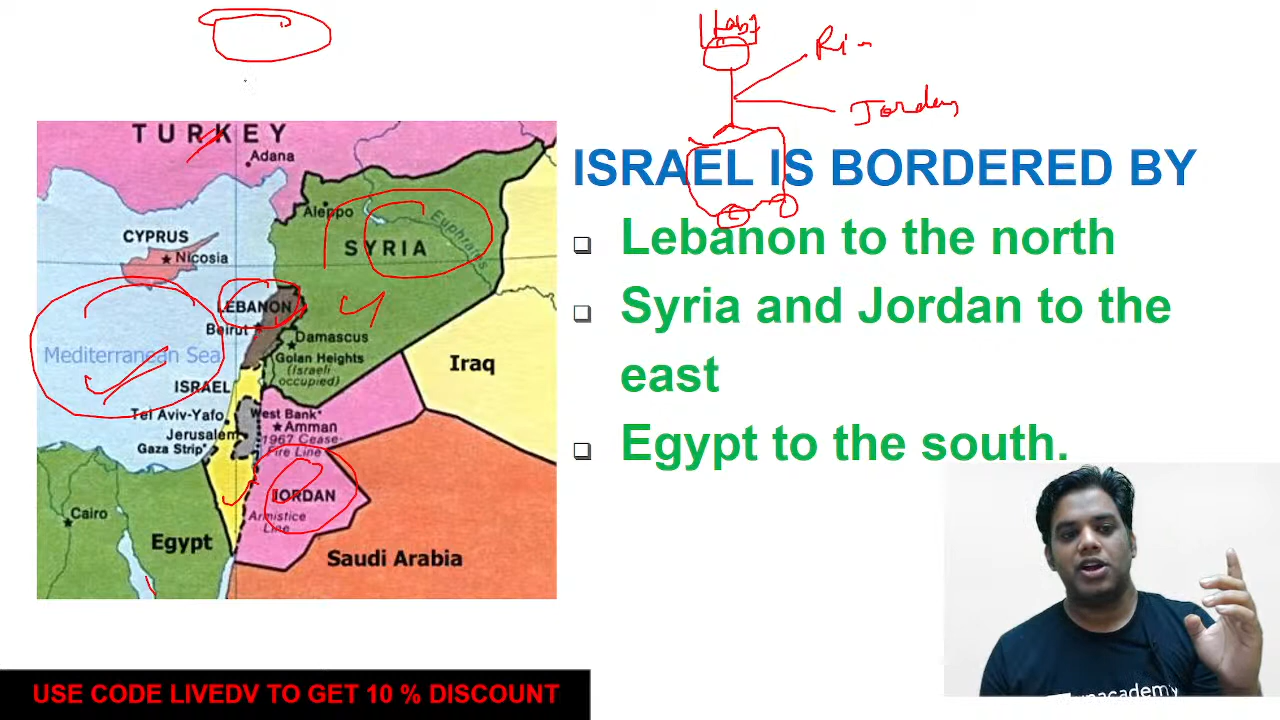 TURKEY
Adana
Aleppo
Euphrates
SYRIA
CYPRUS
Nicosia
LEBANON
Beirut
Mediterranean Sea
Damascus
Golan Heights
(Israeli
occupied)
Iraq
ISRAEL
Tel Aviv-Yafo
West Bank*
Amman
Jerusalem
1967 Cease-
Fire Line
Gaza Strip*
JORDAN
Armistice
Line
Cairo
Egypt
Saudi Arabia
Jordan
ISRAEL IS BORDERED BY
Lebanon to the north
Syria and Jordan to the
east
Egypt to the south.
USE CODE LIVEDV TO GET 10 % DISCOUNT